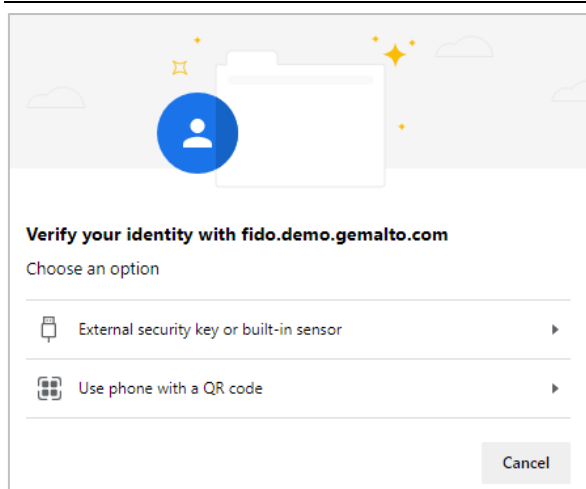 Verify your identity with fido.demo.gemalto.com
Choose an option
External security key or built-in sensor
Use phone with a QR code
Cancel